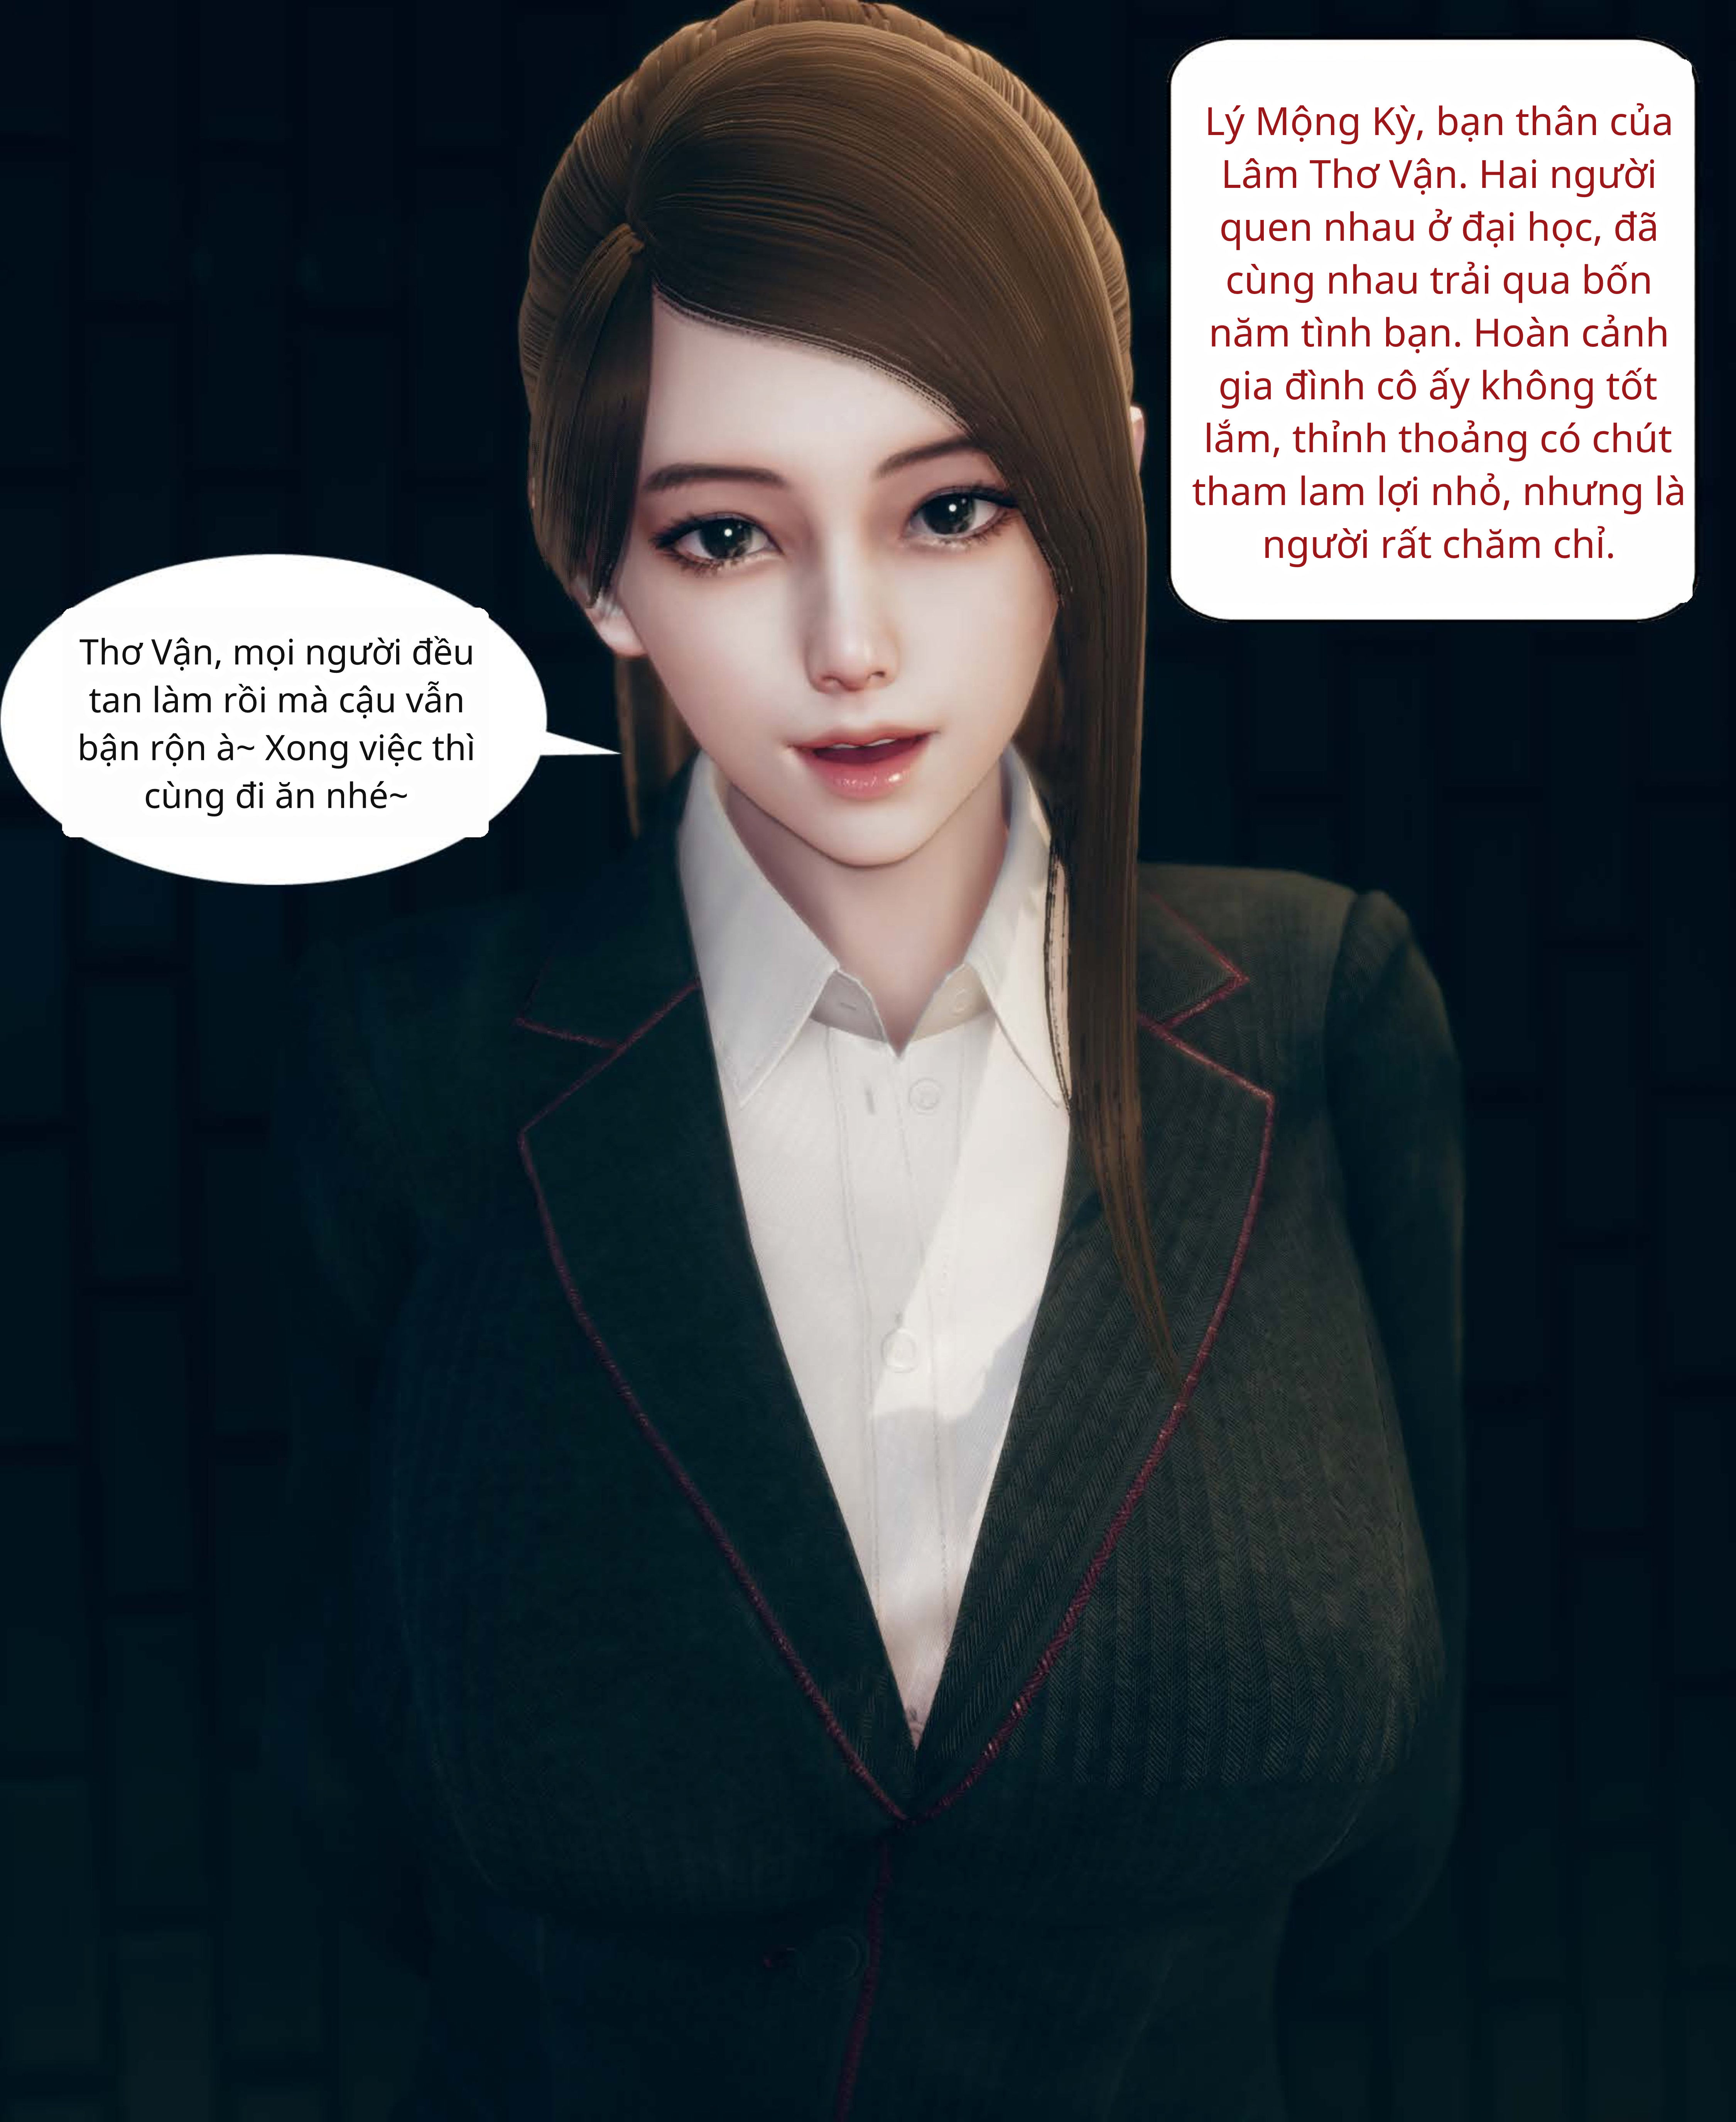 Lý Mộng Kỳ, bạn thân của
Lâm Thơ Vận. Hai người
quen nhau ở đại học, đã
cùng nhau trải qua bốn
năm tình bạn. Hoàn cảnh
gia đình cô ấy không tốt
lắm, thỉnh thoảng có chút
tham lam lợi nhỏ, nhưng là
người rất chăm chỉ.
Thơ Vận, mọi người đều
tan làm rồi mà cậu vẫn
bận rộn à~ Xong việc thì
cùng đi ăn nhé~